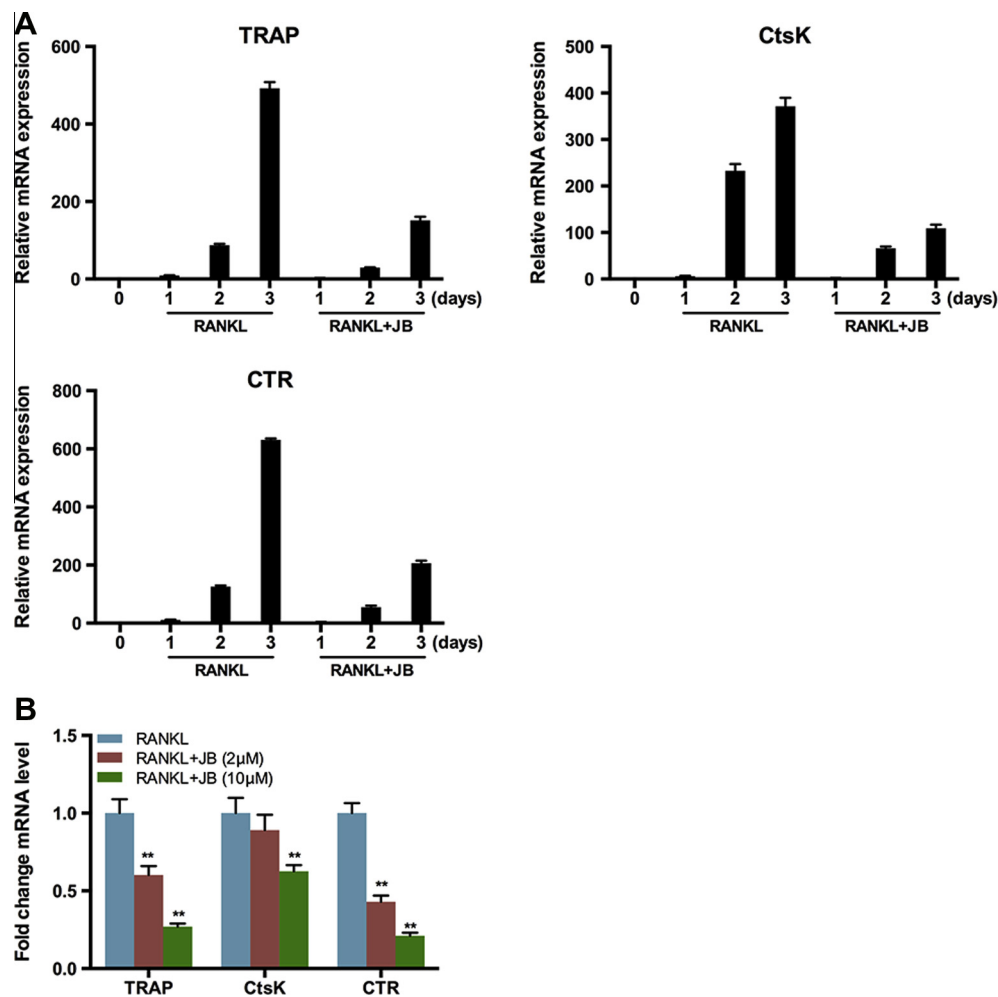 A
TRAP
Relative mRNA expression
600
400
200
0
0 1 2 3 1 2 3 (days)
RANKL RANKL+JB
CtsK
Relative mRNA expression
500
400
300
200
100
0
0 1 2 3 1 2 3 (days)
RANKL RANKL+JB
CTR
Relative mRNA expression
800
600
400
200
0
0 1 2 3 1 2 3 (days)
RANKL RANKL+JB
B
Fold change mRNA level
1.5
1.0
0.5
0.0
RANKL
RANKL+JB (2μM)
RANKL+JB (10μM)
** ** ** ** **
TRAP CtsK CTR